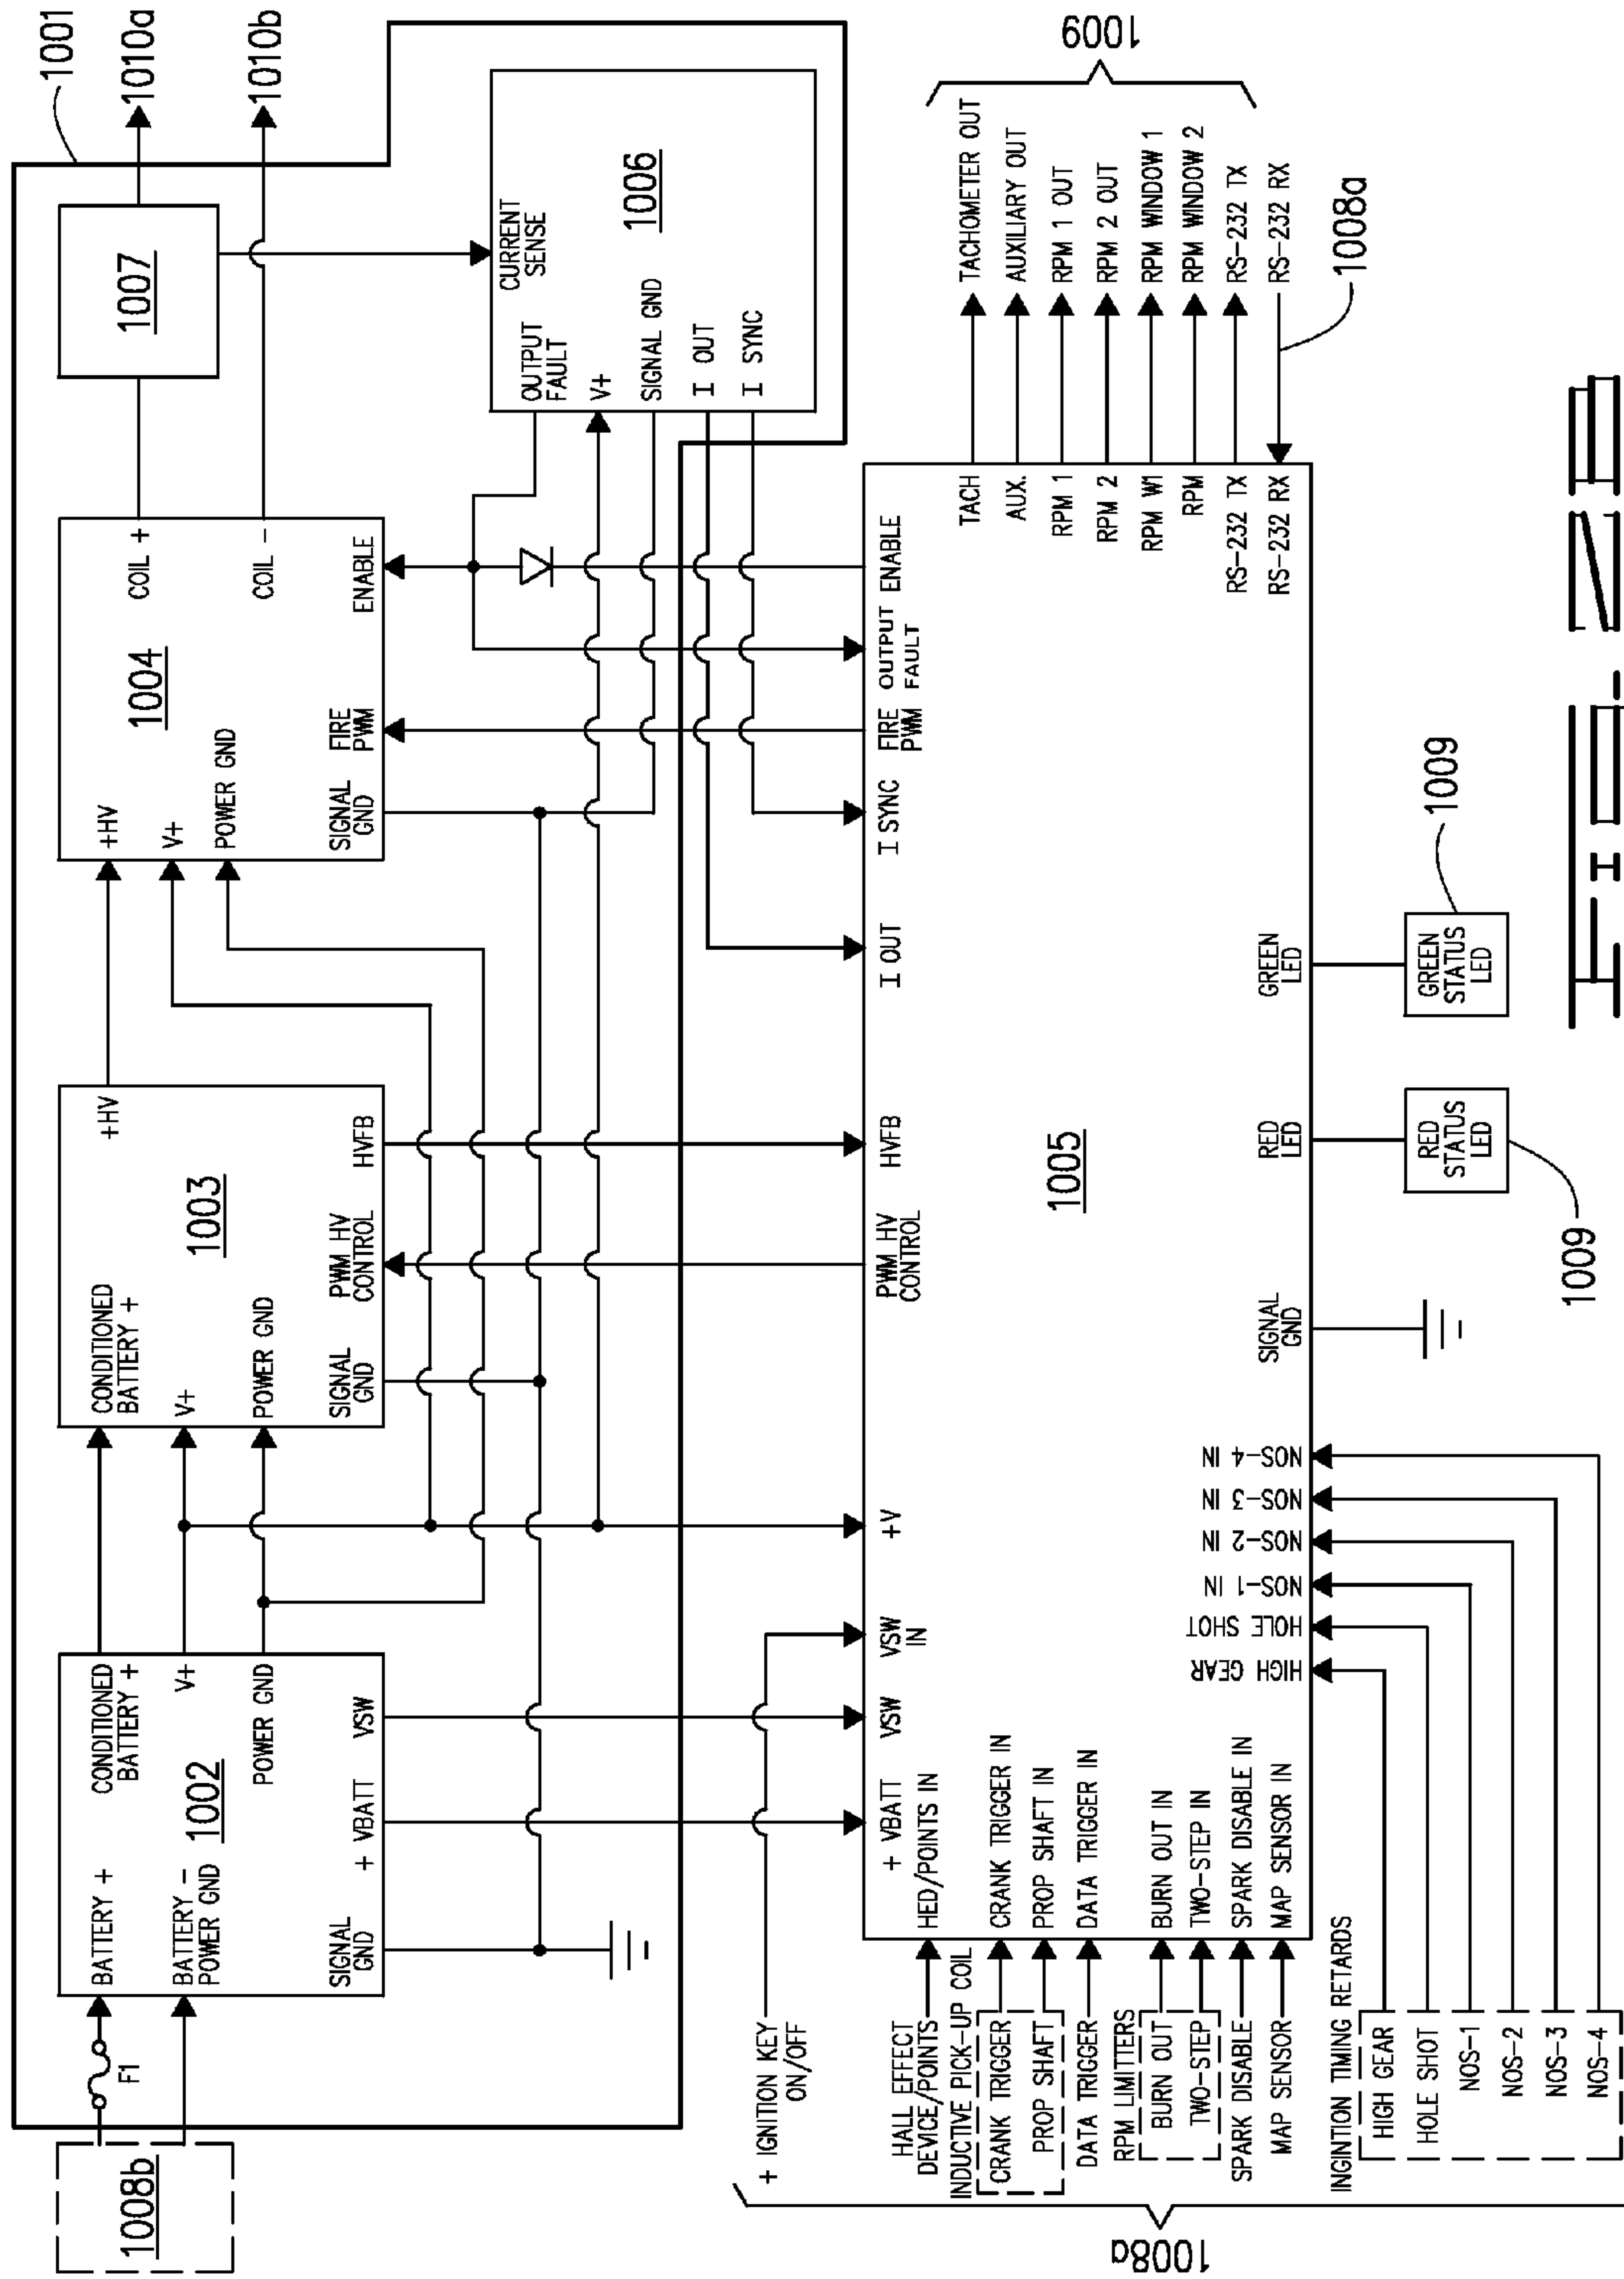 1001
1010a
1010b
1008b
F1
BATTERY +
BATTERY -
POWER GND
SIGNAL
GND
+ VBATT
VSW
1002
CONDITIONED
BATTERY +
V+
POWER GND
CONDITIONED
BATTERY +
V+
POWER GND
SIGNAL
GND
PWM HV
CONTROL
HVFB
1003
+HV
+HV
V+
POWER GND
SIGNAL
GND
FIRE
PWM
ENABLE
1004
COIL +
COIL -
1007
CURRENT
SENSE
1006
OUTPUT
FAULT
V+
SIGNAL GND
I OUT
I SYNC
+ IGNITION KEY
ON/OFF
+ VBATT
VSW
VSW
IN
+V
PWM HV
CONTROL
HVFB
I OUT
I SYNC
FIRE
PWM
OUTPUT
FAULT
ENABLE
1005
HALL EFFECT
DEVICE/POINTS
INDUCTIVE PICK-UP COIL
CRANK TRIGGER
PROP SHAFT
DATA TRIGGER
RPM LIMITTERS
BURN OUT
TWO-STEP
SPARK DISABLE
MAP SENSOR
INGINTION TIMING RETARDS
HIGH GEAR
HOLE SHOT
NOS-1
NOS-2
NOS-3
NOS-4
1008a
HED/POINTS IN
CRANK TRIGGER IN
PROP SHAFT IN
DATA TRIGGER IN
BURN OUT IN
TWO-STEP IN
SPARK DISABLE IN
MAP SENSOR IN
HIGH GEAR
HOLE SHOT
NOS-1 IN
NOS-2 IN
NOS-3 IN
NOS-4 IN
SIGNAL
GND
RED
LED
GREEN
LED
RED
STATUS
LED
1009
GREEN
STATUS
LED
1009
TACH
AUX.
RPM 1
RPM 2
RPM W1
RPM
RS-232 TX
RS-232 RX
TACHOMETER OUT
AUXILIARY OUT
RPM 1 OUT
RPM 2 OUT
RPM WINDOW 1
RPM WINDOW 2
RS-232 TX
RS-232 RX
1009
1008a